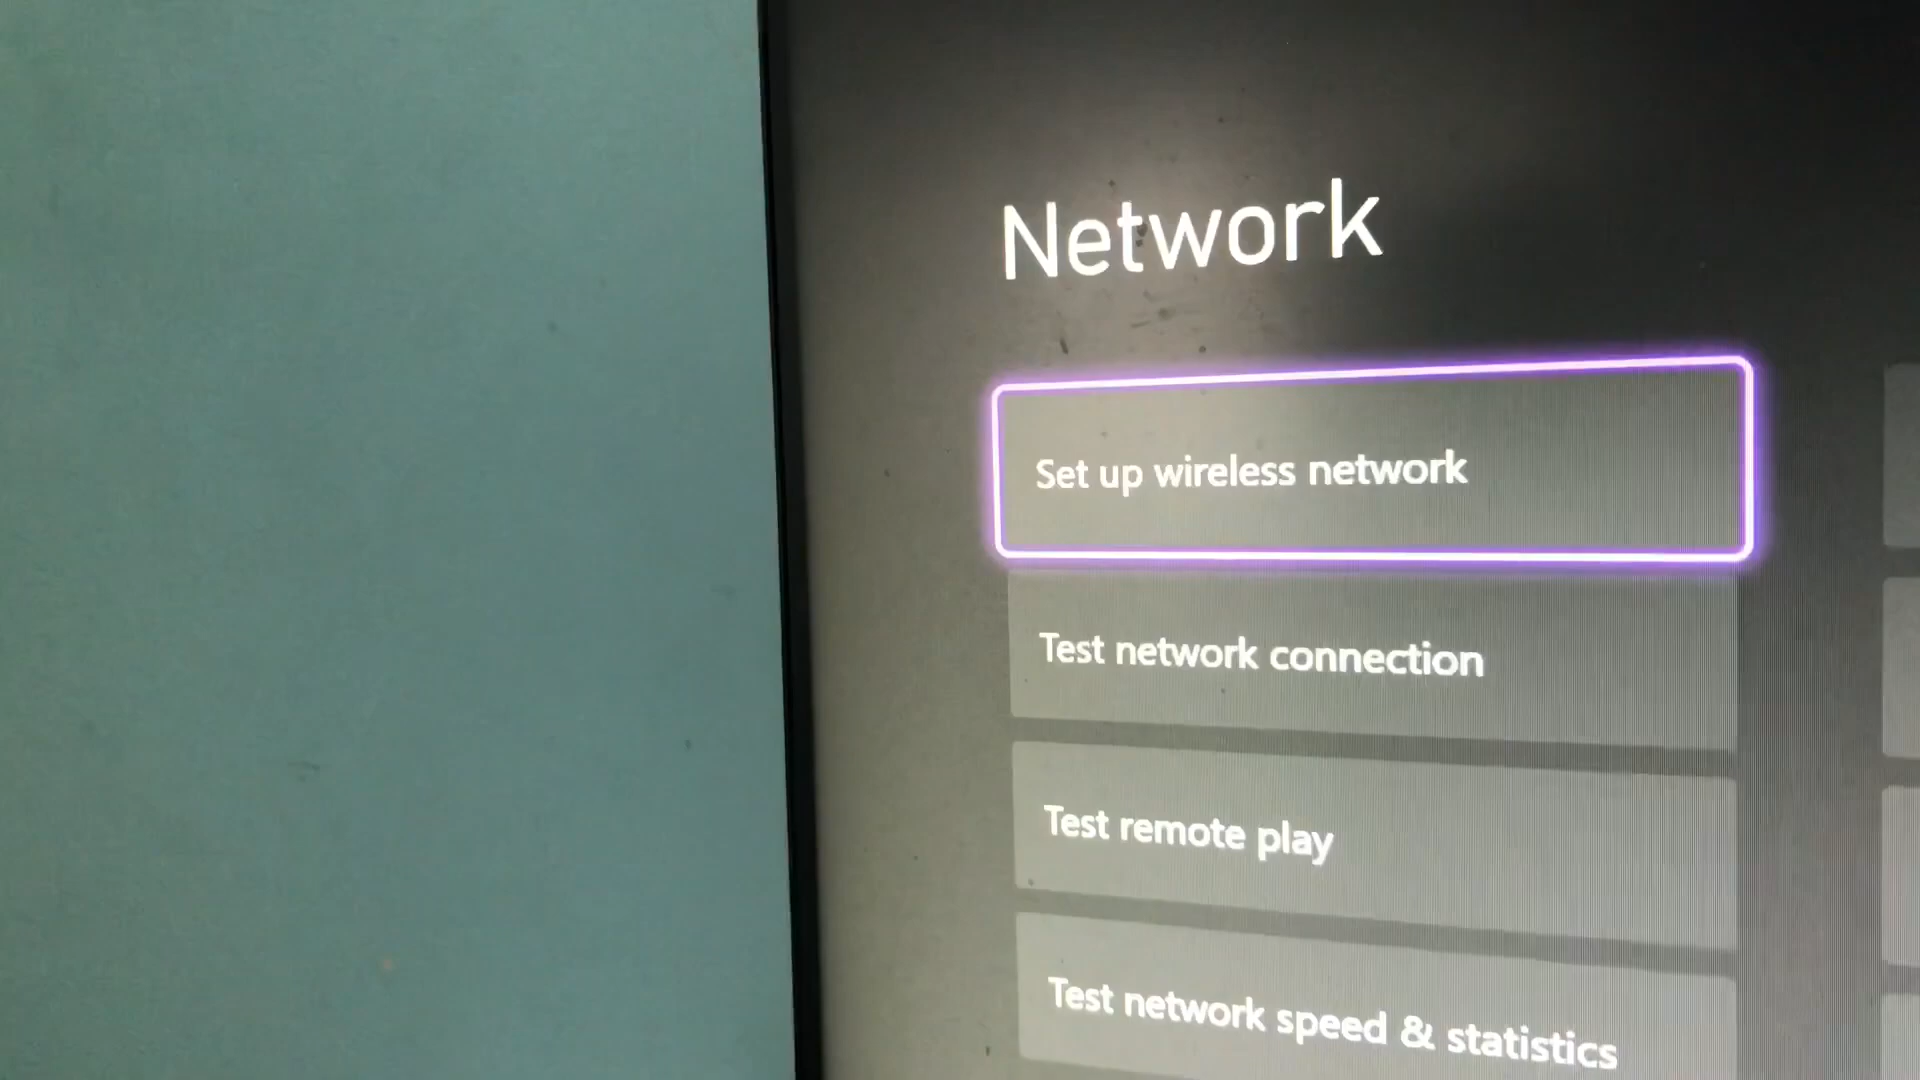 Network
Set up wireless network
Test network connection
Test remote play
Test network speed & statistics